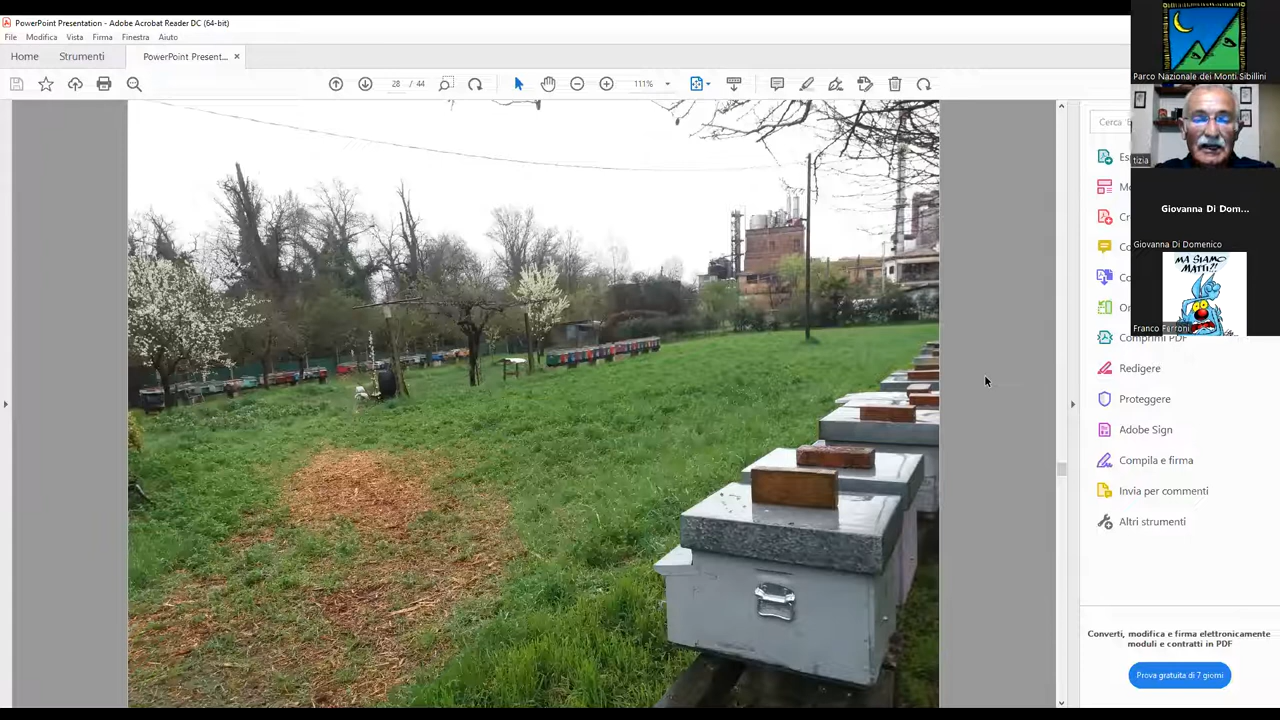 PowerPoint Presentation - Adobe Acrobat Reader DC (64-bit)
File Modifica Vista Firma Finestra Aiuto
Home Strumenti PowerPoint Present... ×
28 / 44 111%
Parco Nazionale dei Monti Sibillini
tizia
Giovanna Di Dom...
Giovanna Di Domenico
MA SIAMO
MATTI?!
Franco Ferroni
Cerca
Comprimi PDF
Redigere
Proteggere
Adobe Sign
Compila e firma
Invia per commenti
Altri strumenti
Converti, modifica e firma elettronicamente
moduli e contratti in PDF
Prova gratuita di 7 giorni